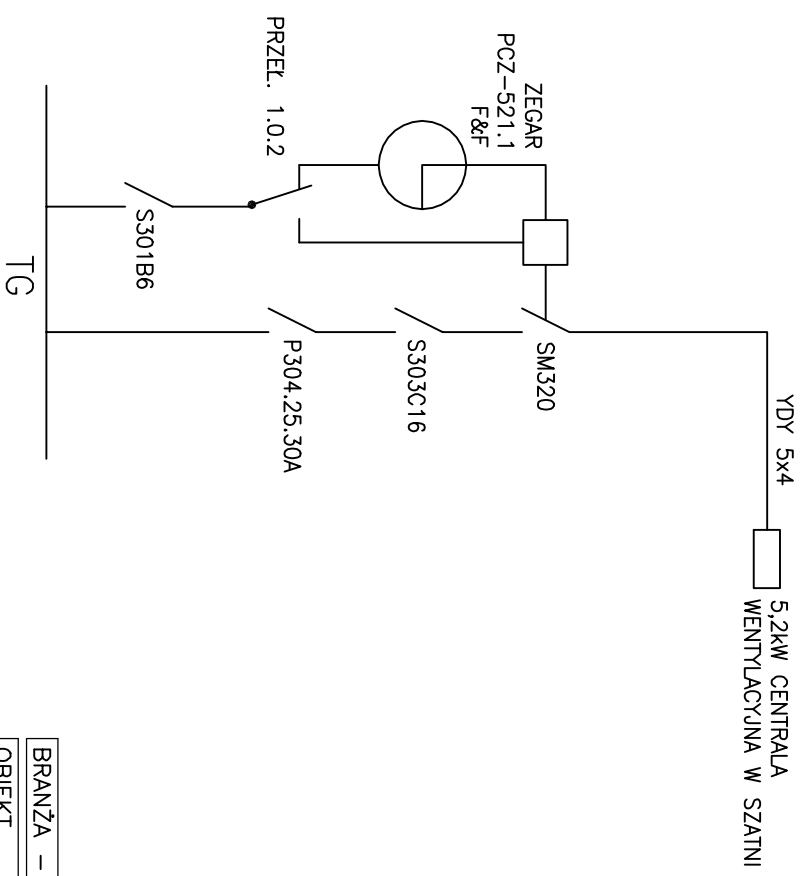 YDY 5x4
5,2kW CENTRALA
WENTYLACYJNA W SZATNI
ZEGAR
PCZ-521.1
F&F
SM320
S303C16
PRZEŁ. 1.0.2
P304.25.30A
S301B6
TG
BRANŻA -
OBIEKT